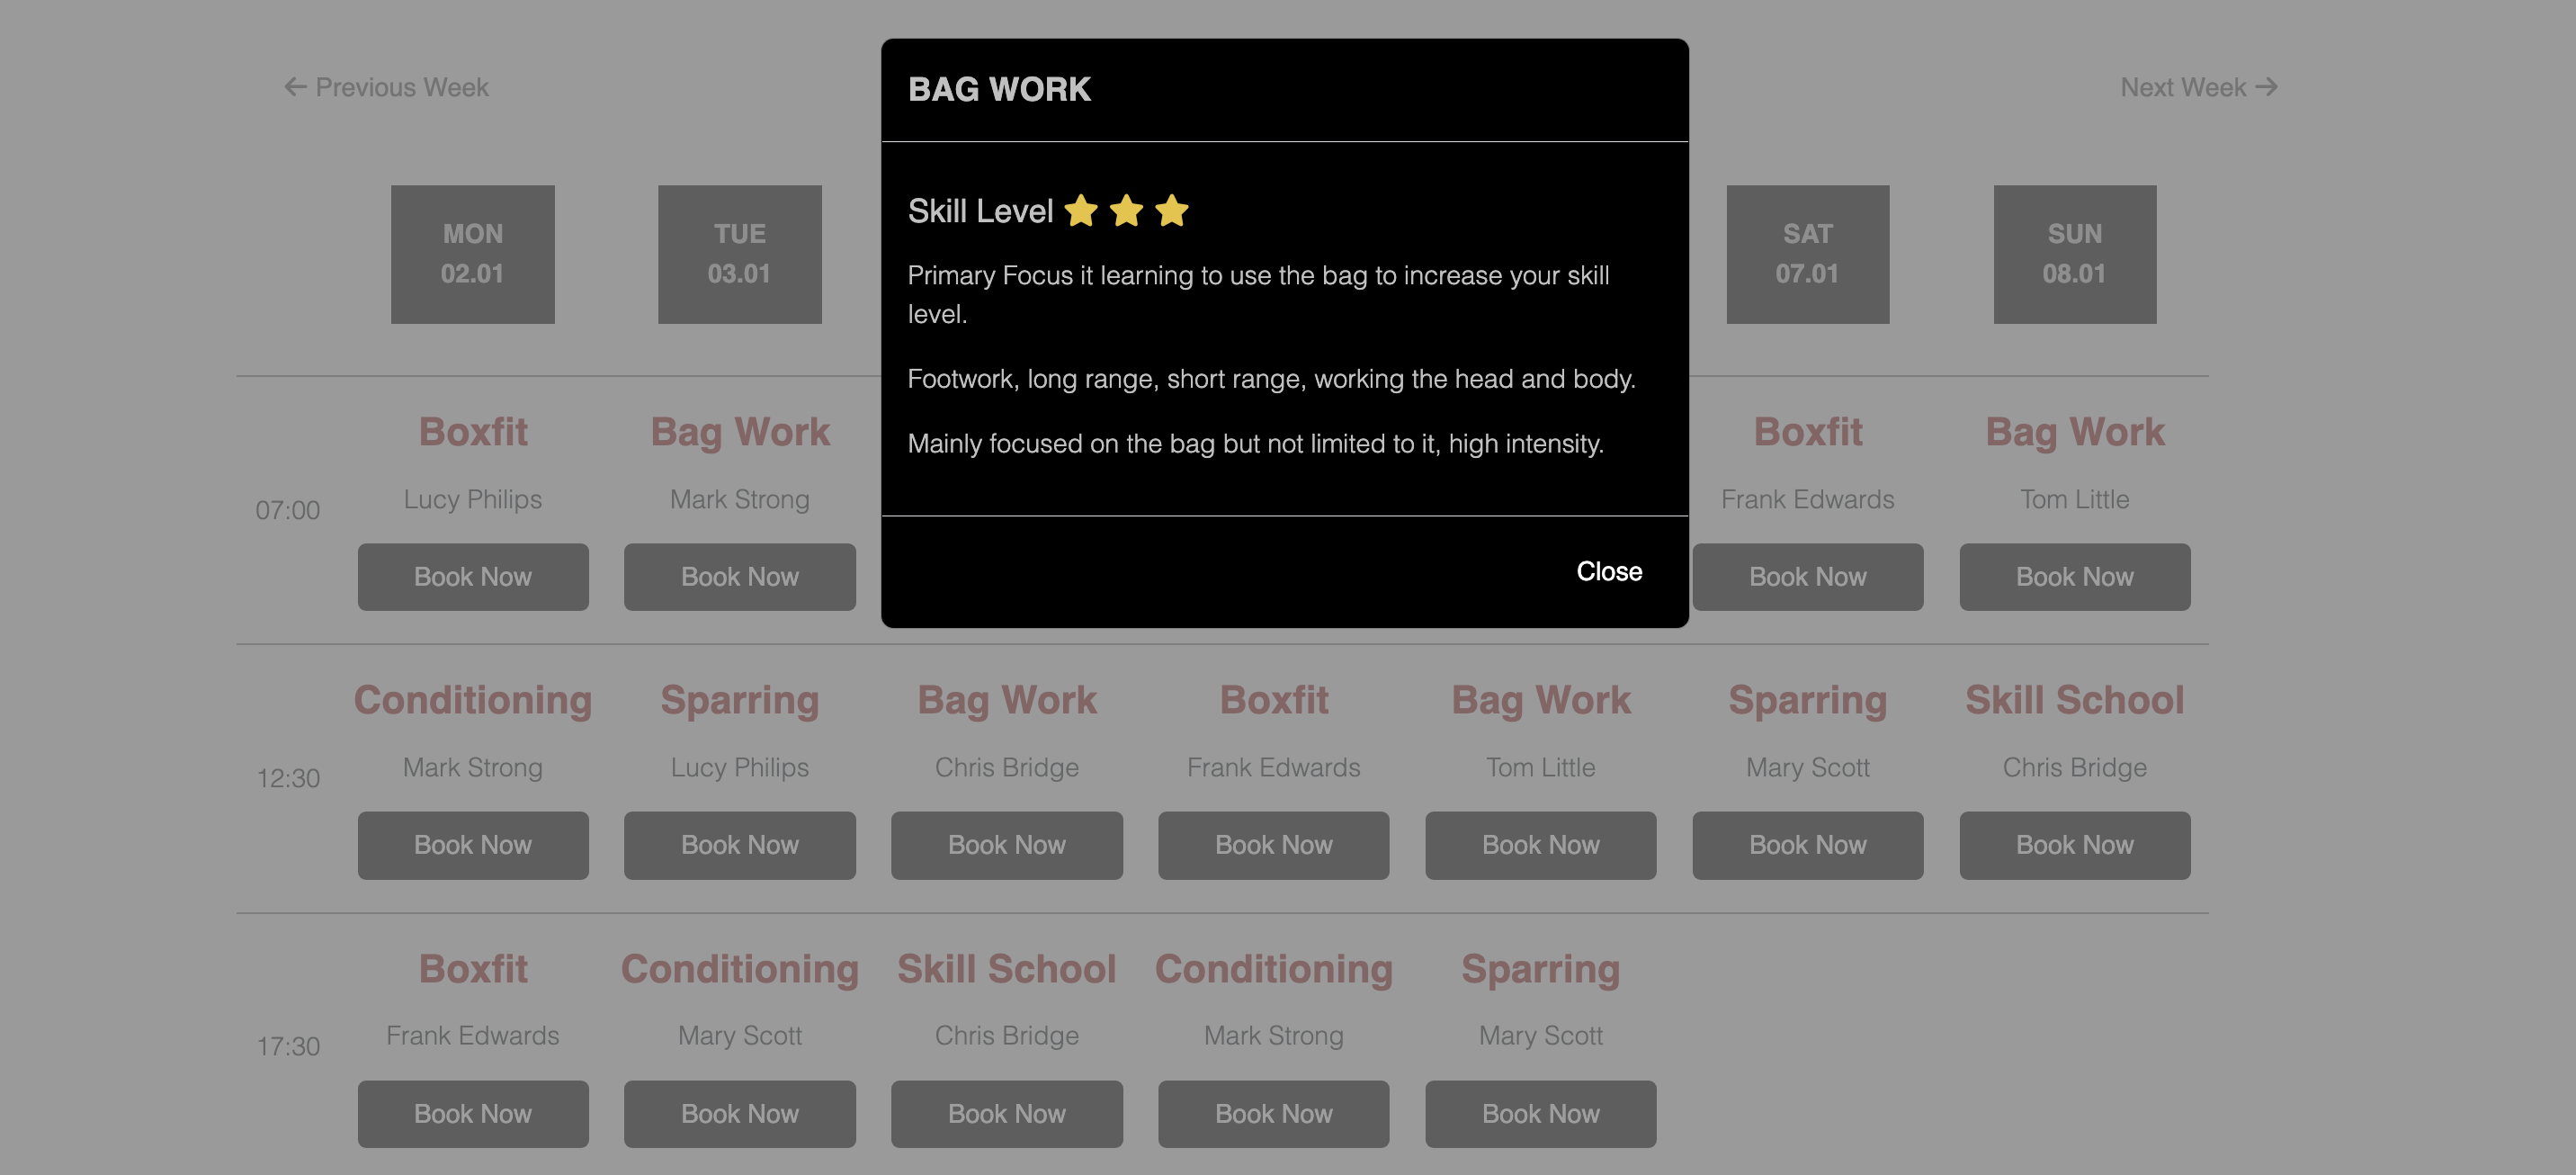 ← Previous Week
Next Week →
BAG WORK
Skill Level
Primary Focus it learning to use the bag to increase your skill
level.
Footwork, long range, short range, working the head and body.
Mainly focused on the bag but not limited to it, high intensity.
Close
MON TUE SAT SUN
02.01 03.01 07.01 08.01
Boxfit Bag Work Boxfit Bag Work
07:00 Lucy Philips Mark Strong Frank Edwards Tom Little
Book Now Book Now Book Now Book Now
Conditioning Sparring Bag Work Boxfit Bag Work Sparring Skill School
12:30 Mark Strong Lucy Philips Chris Bridge Frank Edwards Tom Little Mary Scott Chris Bridge
Book Now Book Now Book Now Book Now Book Now Book Now Book Now
Boxfit Conditioning Skill School Conditioning Sparring
17:30 Frank Edwards Mary Scott Chris Bridge Mark Strong Mary Scott
Book Now Book Now Book Now Book Now Book Now